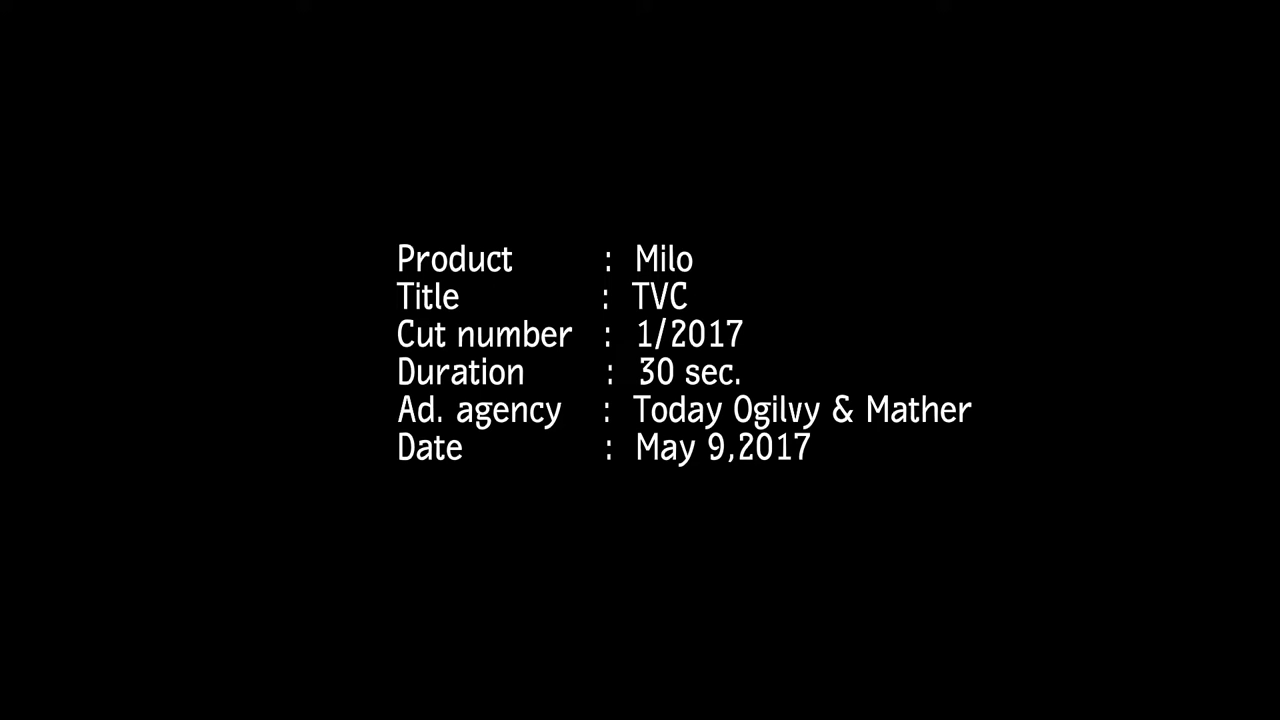 Product : Milo
Title : TVC
Cut number : 1/2017
Duration : 30 sec.
Ad. agency : Today Ogilvy & Mather
Date : May 9,2017